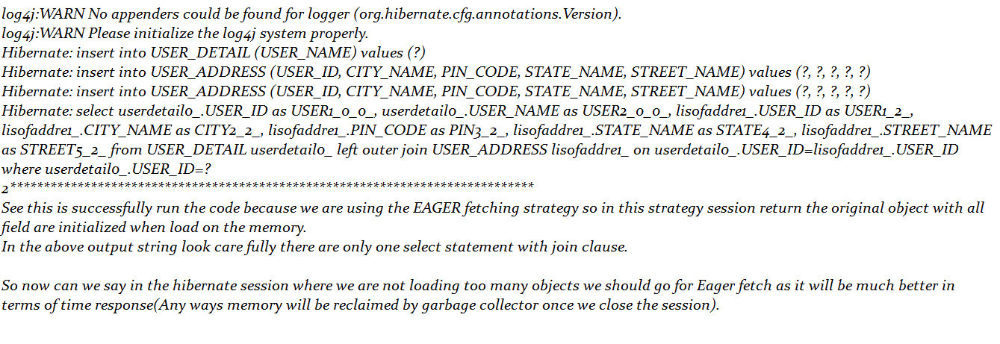 log4j:WARN No appenders could be found for logger (org.hibernate.cfg.annotations.Version).
log4j:WARN Please initialize the log4j system properly.
Hibernate: insert into USER_DETAIL (USER_NAME) values (?)
Hibernate: insert into USER_ADDRESS (USER_ID, CITY_NAME, PIN_CODE, STATE_NAME, STREET_NAME) values (?, ?, ?, ?, ?)
Hibernate: insert into USER_ADDRESS (USER_ID, CITY_NAME, PIN_CODE, STATE_NAME, STREET_NAME) values (?, ?, ?, ?, ?)
Hibernate: select userdetail0_.USER_ID as USER1_0_0_, userdetail0_.USER_NAME as USER2_0_0_, lisofaddre1_.USER_ID as USER1_2_,
lisofaddre1_.CITY_NAME as CITY2_2_, lisofaddre1_.PIN_CODE as PIN3_2_, lisofaddre1_.STATE_NAME as STATE4_2_, lisofaddre1_.STREET_NAME
as STREET5_2_ from USER_DETAIL userdetail0_ left outer join USER_ADDRESS lisofaddre1_ on userdetail0_.USER_ID=lisofaddre1_.USER_ID
where userdetail0_.USER_ID=?
2******************************************************************************
See this is successfully run the code because we are using the EAGER fetching strategy so in this strategy session return the original object with all
field are initialized when load on the memory.
In the above output string look care fully there are only one select statement with join clause.
So now can we say in the hibernate session where we are not loading too many objects we should go for Eager fetch as it will be much better in
terms of time response(Any ways memory will be reclaimed by garbage collector once we close the session).